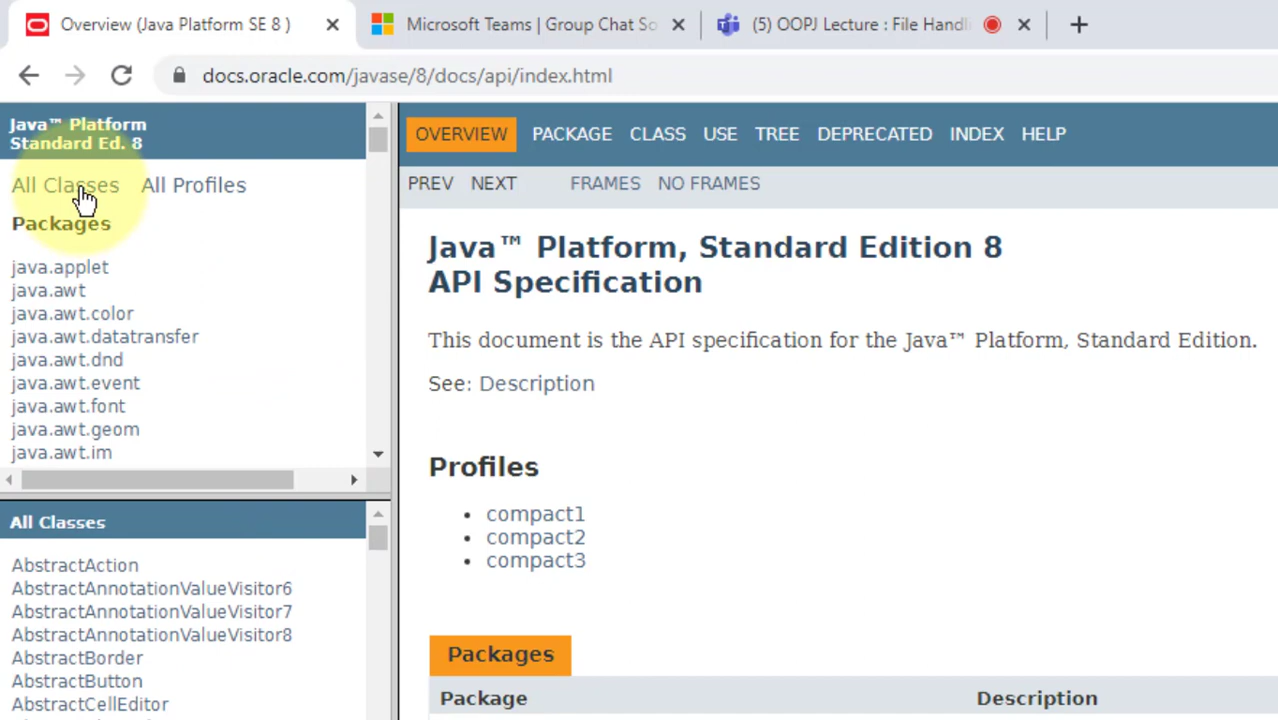 Overview (Java Platform SE 8 )
Microsoft Teams | Group Chat So
(5) OOPJ Lecture : File Handli
docs.oracle.com/javase/8/docs/api/index.html
Java™ Platform
Standard Ed. 8
All Classes All Profiles
Packages
java.applet
java.awt
java.awt.color
java.awt.datatransfer
java.awt.dnd
java.awt.event
java.awt.font
java.awt.geom
java.awt.im
All Classes
AbstractAction
AbstractAnnotationValueVisitor6
AbstractAnnotationValueVisitor7
AbstractAnnotationValueVisitor8
AbstractBorder
AbstractButton
AbstractCellEditor
OVERVIEW PACKAGE CLASS USE TREE DEPRECATED INDEX HELP
PREV NEXT FRAMES NO FRAMES
Java™ Platform, Standard Edition 8
API Specification
This document is the API specification for the Java™ Platform, Standard Edition.
See: Description
Profiles
• compact1
• compact2
• compact3
Packages
Package Description